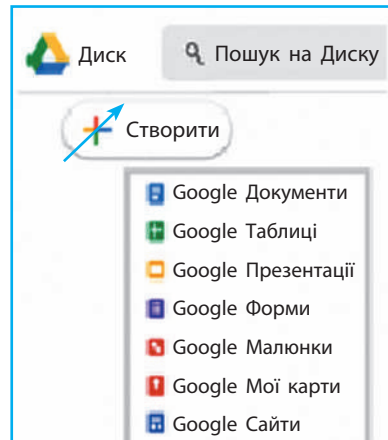 Диск
Пошук на Диску
Створити
Google Документи
Google Таблиці
Google Презентації
Google Форми
Google Малюнки
Google Мої карти
Google Сайти